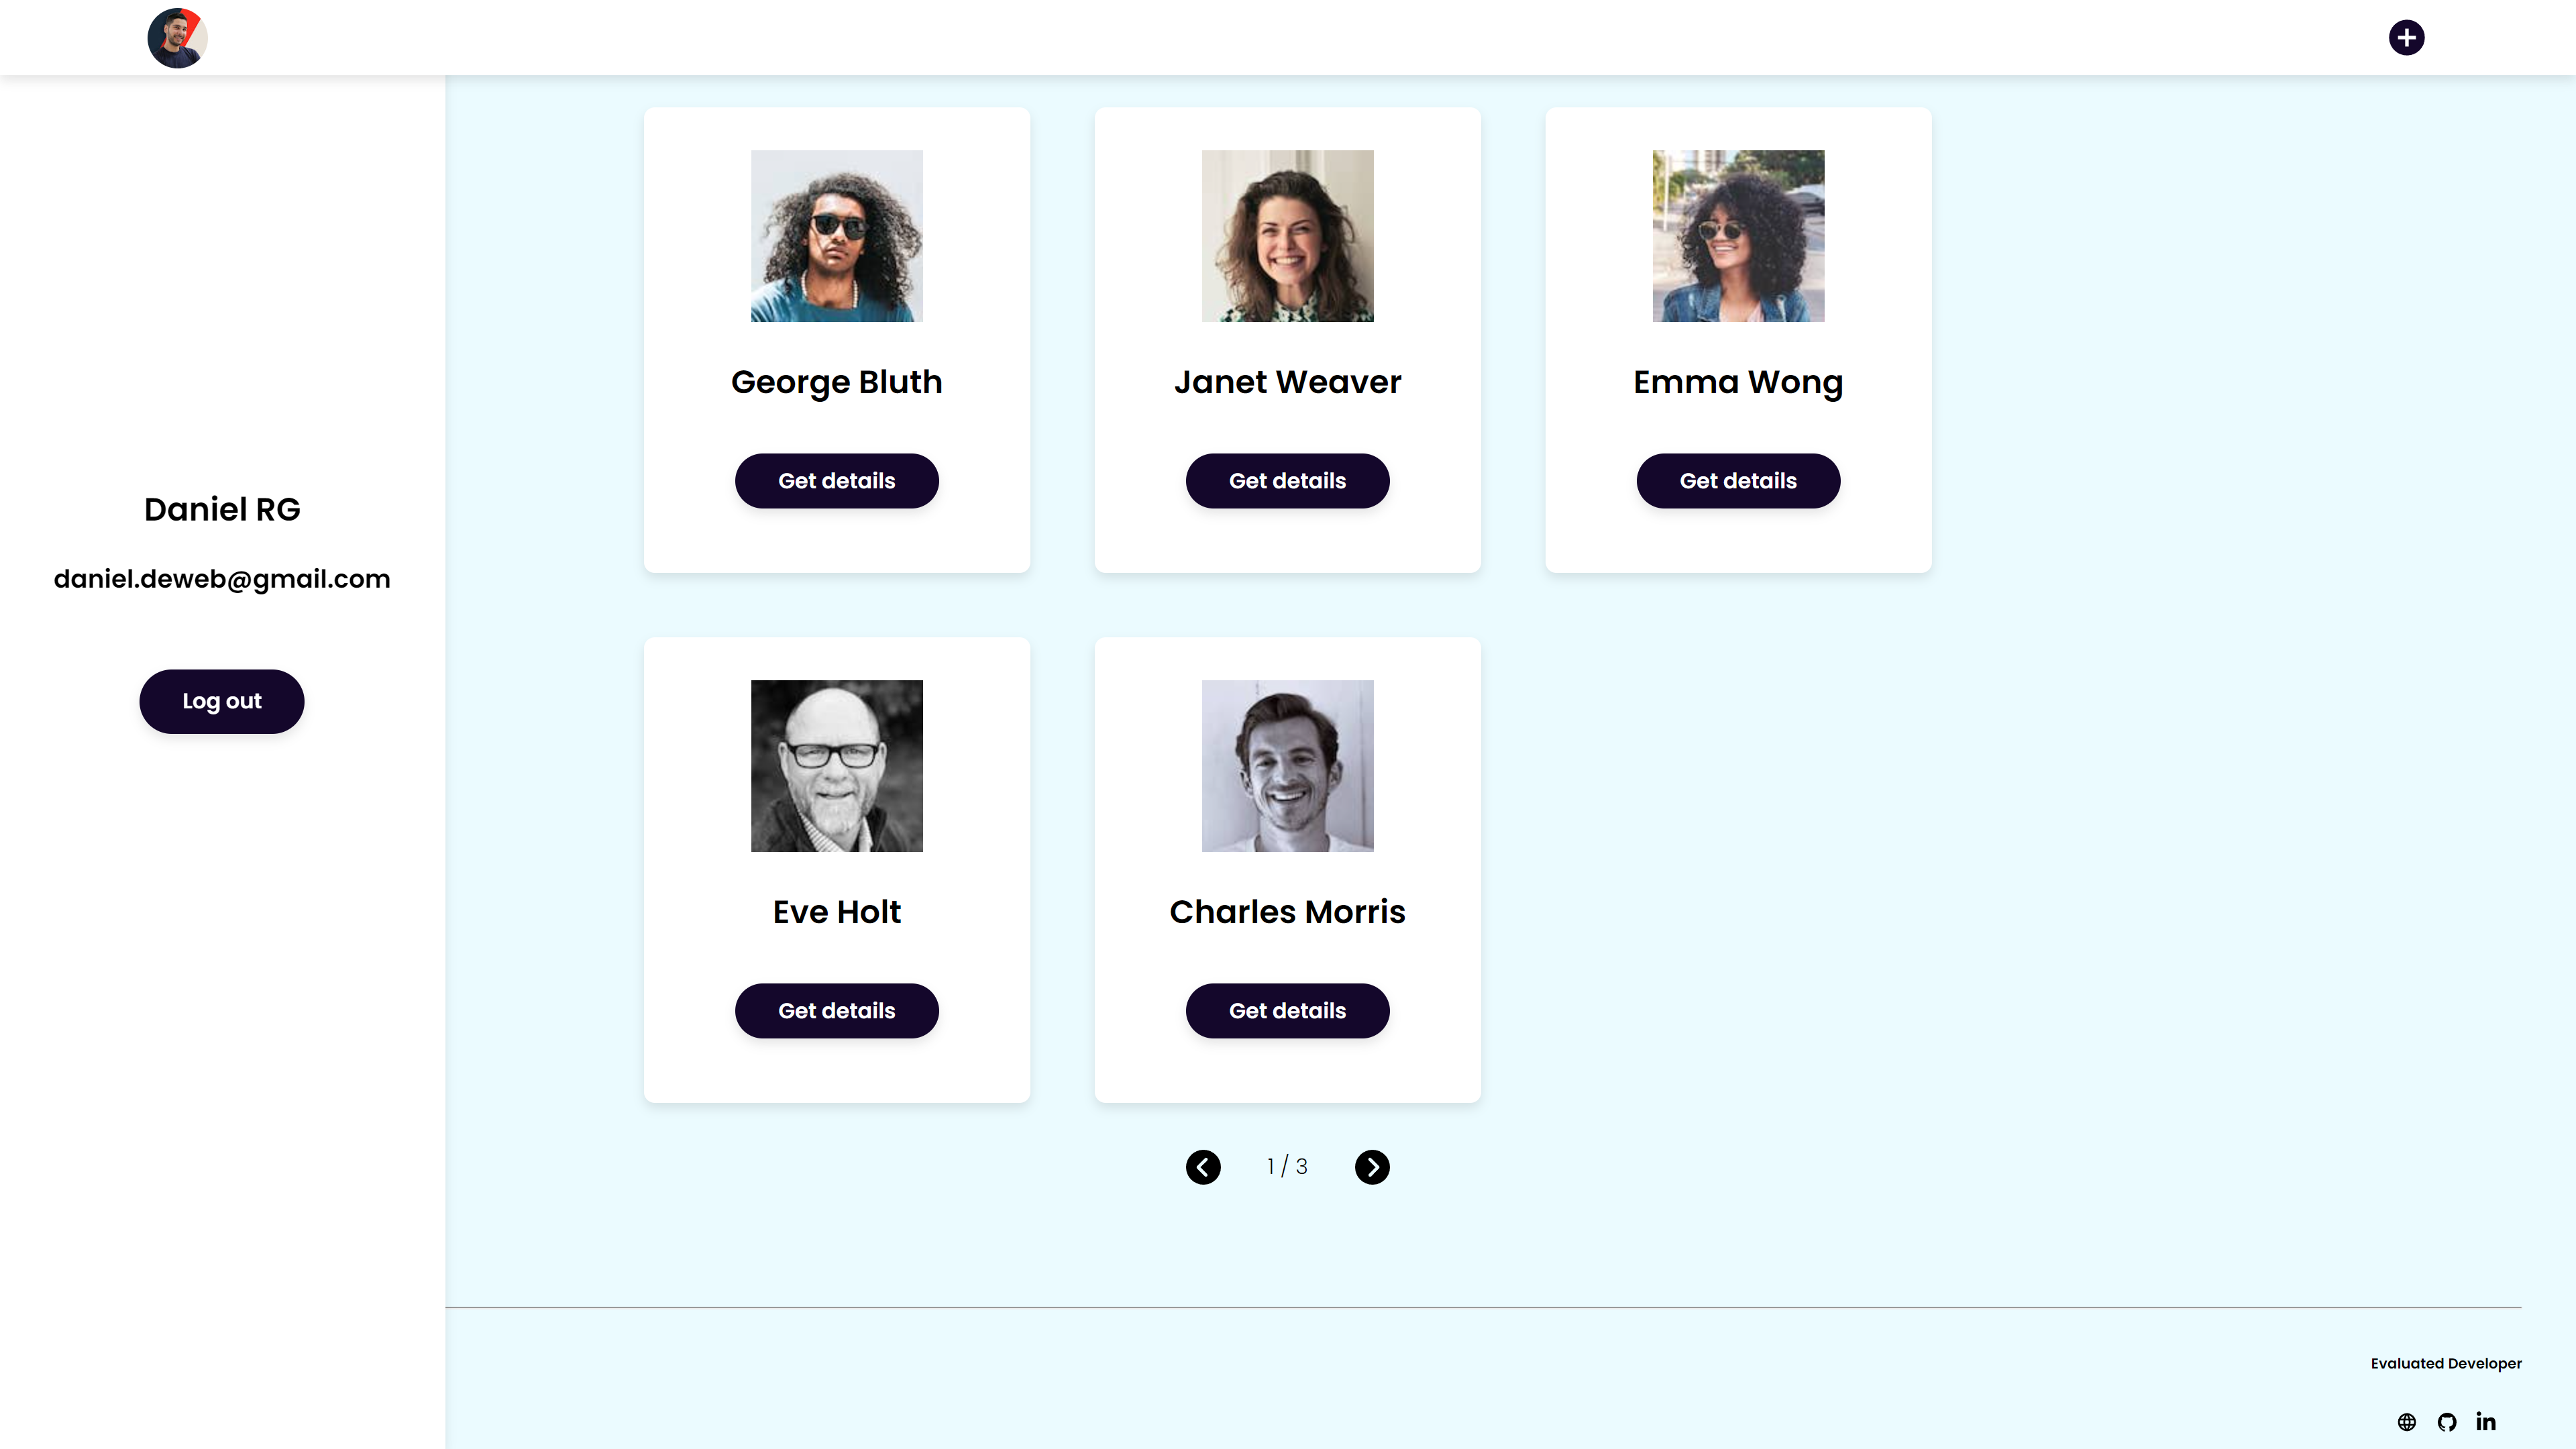 Daniel RG
daniel.deweb@gmail.com
Log out
George Bluth
Get details
Janet Weaver
Get details
Emma Wong
Get details
Eve Holt
Get details
Charles Morris
Get details
1 / 3
Evaluated Developer
in